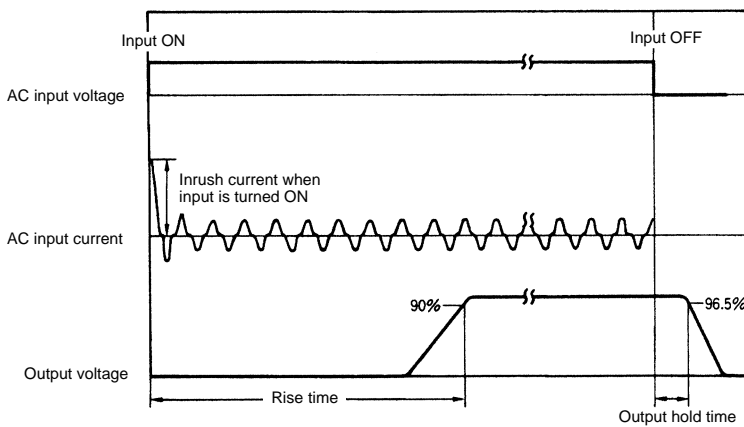 Input ON
Input OFF
AC input voltage
Inrush current when
input is turned ON
AC input current
90%
96.5%
Output voltage
Rise time
Output hold time